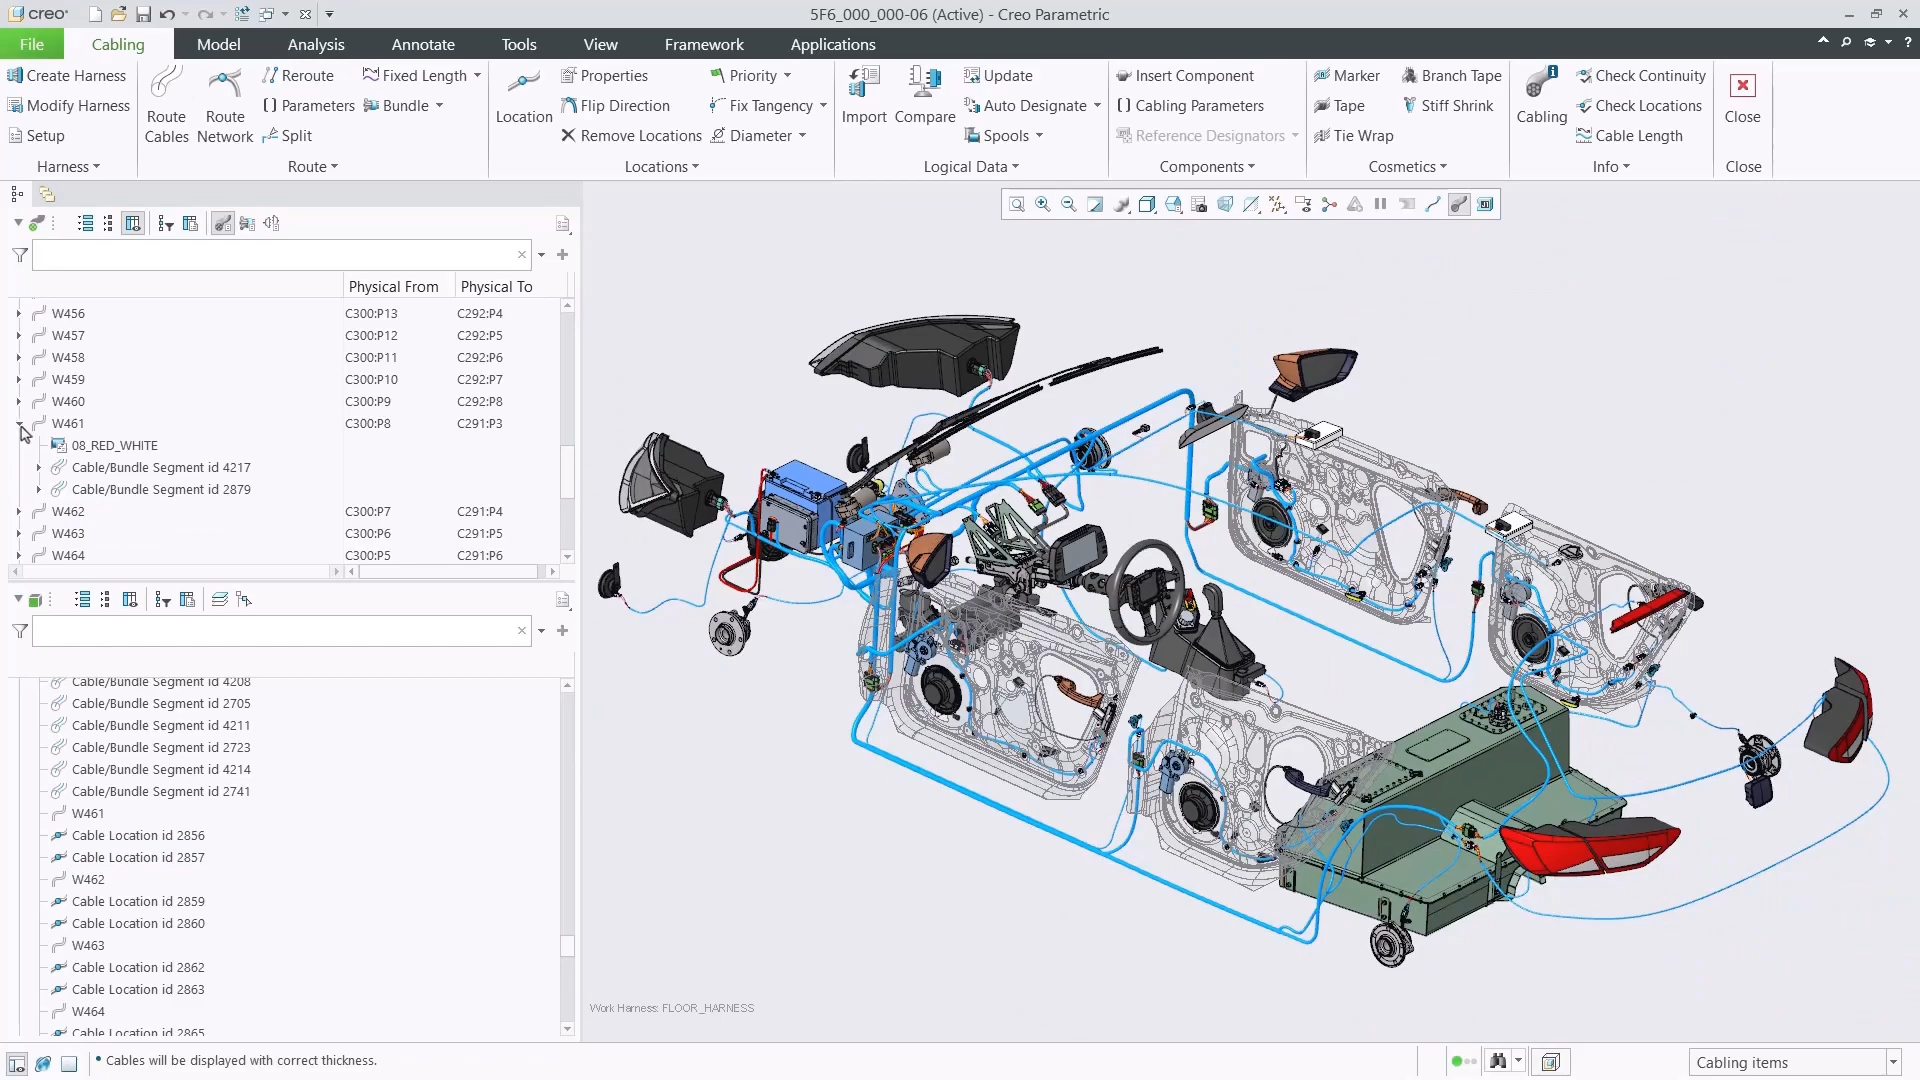 creo
5F6_000_000-06 (Active) - Creo Parametric
File
Cabling
Model
Analysis
Annotate
Tools
View
Framework
Applications
Create Harness
Modify Harness
Setup
Harness
Route Cables
Route Network
Reroute
Parameters
Split
Fixed Length
Bundle
Route
Location
Properties
Flip Direction
Remove Locations
Priority
Fix Tangency
Diameter
Locations
Import
Compare
Update
Auto Designate
Spools
Logical Data
Insert Component
Cabling Parameters
Reference Designators
Components
Marker
Tape
Tie Wrap
Branch Tape
Stiff Shrink
Cosmetics
Cabling
Check Continuity
Check Locations
Cable Length
Info
Close
Close
Physical From Physical To
W456 C300:P13 C292:P4
W457 C300:P12 C292:P5
W458 C300:P11 C292:P6
W459 C300:P10 C292:P7
W460 C300:P9 C292:P8
W461 C300:P8 C291:P3
08_RED_WHITE
Cable/Bundle Segment id 4217
Cable/Bundle Segment id 2879
W462 C300:P7 C291:P4
W463 C300:P6 C291:P5
W464 C300:P5 C291:P6
Cable/Bundle Segment id 4208
Cable/Bundle Segment id 2705
Cable/Bundle Segment id 4211
Cable/Bundle Segment id 2723
Cable/Bundle Segment id 4214
Cable/Bundle Segment id 2741
W461
Cable Location id 2856
Cable Location id 2857
W462
Cable Location id 2859
Cable Location id 2860
W463
Cable Location id 2862
Cable Location id 2863
W464
Cable Location id 2865
Work Harness: FLOOR_HARNESS
• Cables will be displayed with correct thickness.
Cabling items